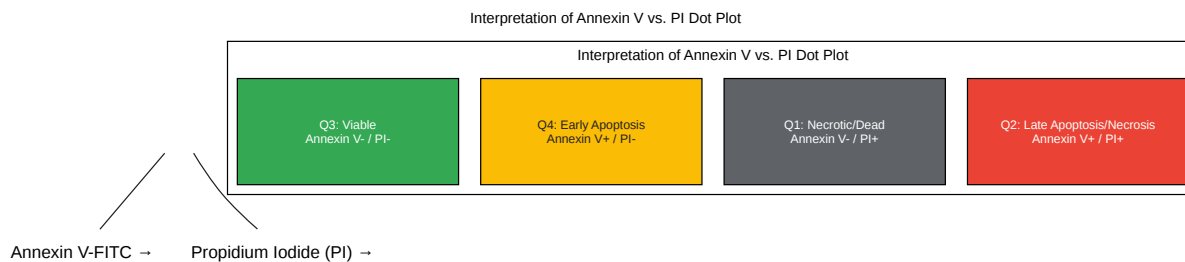 Interpretation of Annexin V vs. PI Dot Plot
Interpretation of Annexin V vs. PI Dot Plot
Q3: Viable
Annexin V- / PI-
Q4: Early Apoptosis
Annexin V+ / PI-
Q1: Necrotic/Dead
Annexin V- / PI+
Q2: Late Apoptosis/Necrosis
Annexin V+ / PI+
Annexin V-FITC →
Propidium Iodide (PI) →